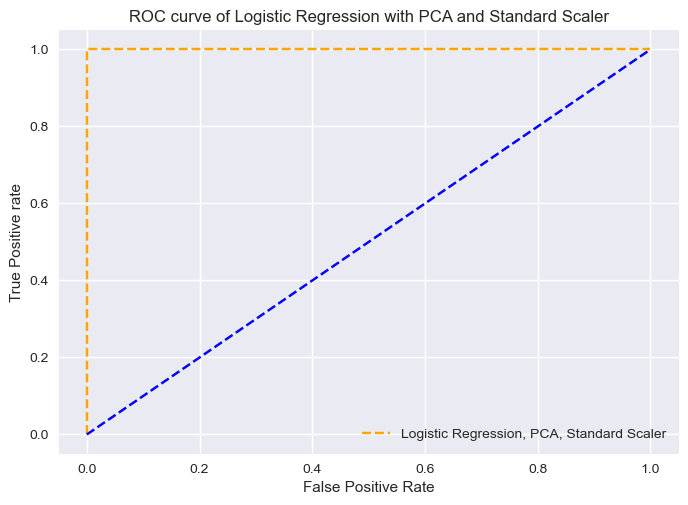 ROC curve of Logistic Regression with PCA and Standard Scaler
True Positive rate
1.0
0.8
0.6
0.4
0.2
0.0
Logistic Regression, PCA, Standard Scaler
0.0 0.2 0.4 0.6 0.8 1.0
False Positive Rate